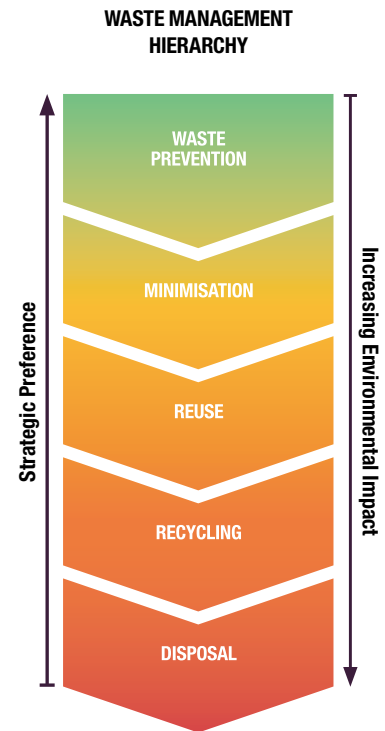 WASTE MANAGEMENT
HIERARCHY
WASTE
PREVENTION
MINIMISATION
REUSE
RECYCLING
DISPOSAL
Strategic Preference
Increasing Environmental Impact